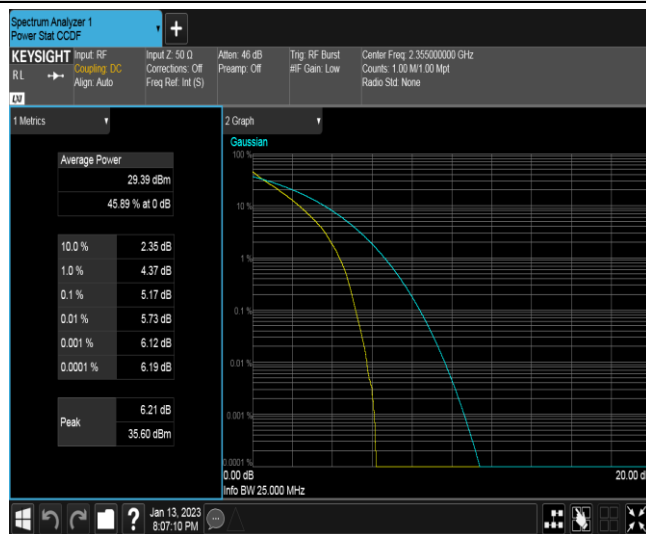 Spectrum Analyzer 1
Power Stat CCDF
+
KEYSIGHT
RL
LXI
Input: RF
Coupling: DC
Align: Auto
Input Z: 50 Ω
Corrections: Off
Freq Ref: Int (S)
Atten: 46 dB
Preamp: Off
Trig: RF Burst
#IF Gain: Low
Center Freq: 2.355000000 GHz
Counts: 1.00 M/1.00 Mpt
Radio Std: None
1 Metrics
Average Power
29.39 dBm
45.89 % at 0 dB
10.0 % 2.35 dB
1.0 % 4.37 dB
0.1 % 5.17 dB
0.01 % 5.73 dB
0.001 % 6.12 dB
0.0001 % 6.19 dB
Peak
6.21 dB
35.60 dBm
2 Graph
Gaussian
100 %
10 %
1 %
0.1 %
0.01 %
0.001 %
0.0001 %
0.00 dB
20.00 d
Info BW 25.000 MHz
?
Jan 13, 2023
8:07:10 PM